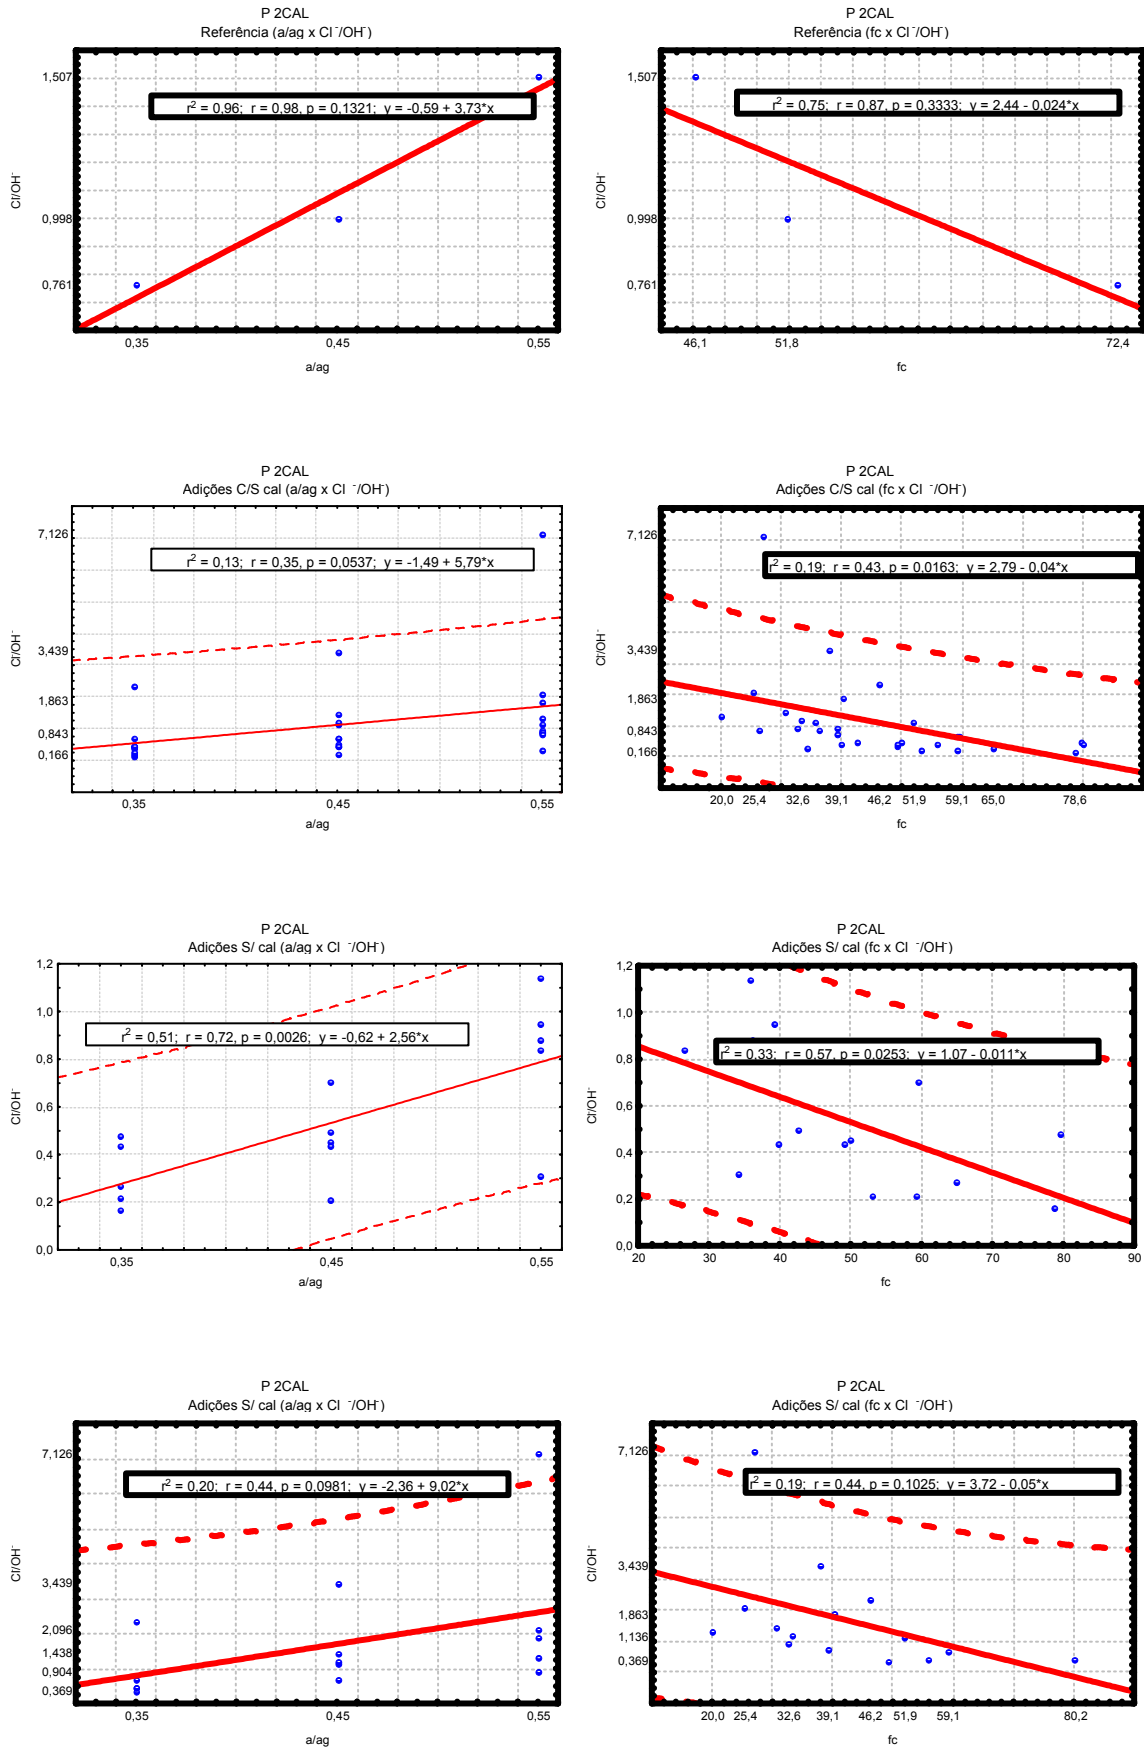 P 2CAL
Referência (a/ag x Cl⁻/OH⁻)
r² = 0,96; r = 0,98, p = 0,1321; y = -0,59 + 3,73*x
Cl/OH⁻
1,507
0,998
0,761
0,35 0,45 0,55
a/ag
P 2CAL
Referência (fc x Cl⁻/OH⁻)
r² = 0,75; r = 0,87, p = 0,3333; y = 2,44 - 0,024*x
Cl/OH⁻
1,507
0,998
0,761
46,1 51,8 72,4
fc
P 2CAL
Adições C/S cal (a/ag x Cl ⁻/OH⁻)
r² = 0,13; r = 0,35, p = 0,0537; y = -1,49 + 5,79*x
Cl/OH⁻
7,126
3,439
1,863
0,843
0,166
0,35 0,45 0,55
a/ag
P 2CAL
Adições C/S cal (fc x Cl ⁻/OH⁻)
r² = 0,19; r = 0,43, p = 0,0163; y = 2,79 - 0,04*x
Cl/OH⁻
7,126
3,439
1,863
0,843
0,166
20,0 25,4 32,6 39,1 46,2 51,9 59,1 65,0 78,6
fc
P 2CAL
Adições S/ cal (a/ag x Cl ⁻/OH⁻)
r² = 0,51; r = 0,72, p = 0,0026; y = -0,62 + 2,56*x
Cl/OH⁻
1,2
1,0
0,8
0,6
0,4
0,2
0,0
0,35 0,45 0,55
a/ag
P 2CAL
Adições S/ cal (fc x Cl ⁻/OH⁻)
r² = 0,33; r = 0,57, p = 0,0253; y = 1,07 - 0,011*x
Cl/OH⁻
1,2
1,0
0,8
0,6
0,4
0,2
0,0
20 30 40 50 60 70 80 90
fc
P 2CAL
Adições S/ cal (a/ag x Cl ⁻/OH⁻)
r² = 0,20; r = 0,44, p = 0,0981; y = -2,36 + 9,02*x
Cl/OH⁻
7,126
3,439
2,096
1,438
0,904
0,369
0,35 0,45 0,55
a/ag
P 2CAL
Adições S/ cal (fc x Cl ⁻/OH⁻)
r² = 0,19; r = 0,44, p = 0,1025; y = 3,72 - 0,05*x
Cl/OH⁻
7,126
3,439
1,863
1,136
0,369
20,0 25,4 32,6 39,1 46,2 51,9 59,1 80,2
fc